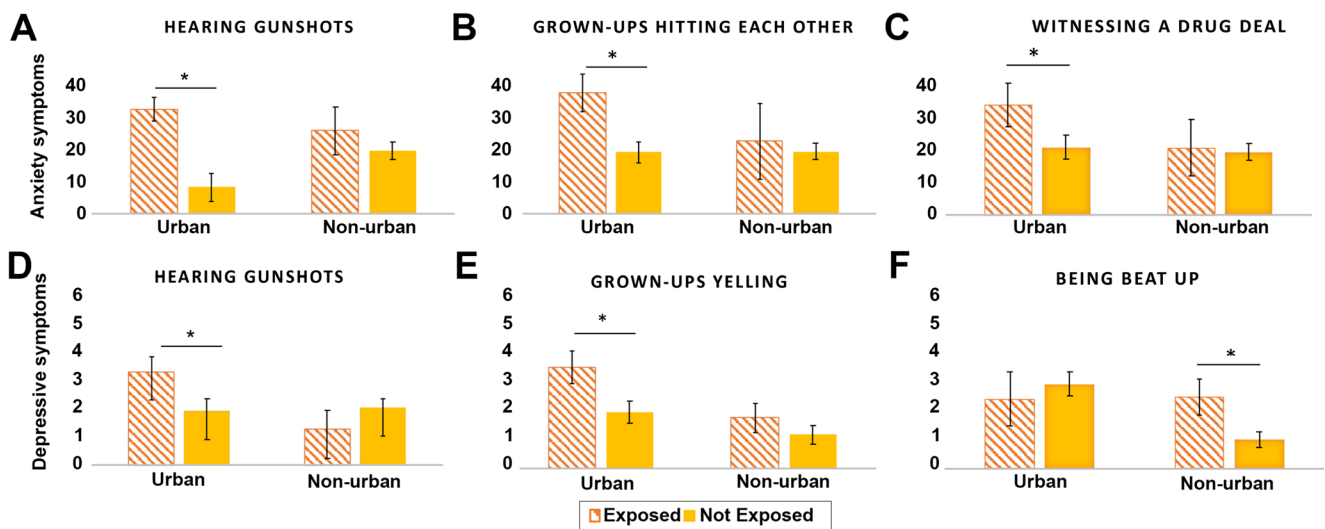 A
HEARING GUNSHOTS
Anxiety symptoms
40
30
20
10
0
*
Urban
Non-urban
B
GROWN-UPS HITTING EACH OTHER
40
30
20
10
0
*
Urban
Non-urban
C
WITNESSING A DRUG DEAL
40
30
20
10
0
*
Urban
Non-urban
D
HEARING GUNSHOTS
Depressive symptoms
6
5
4
3
2
1
0
*
Urban
Non-urban
E
GROWN-UPS YELLING
6
5
4
3
2
1
0
*
Urban
Non-urban
F
BEING BEAT UP
6
5
4
3
2
1
0
*
Urban
Non-urban
Exposed Not Exposed